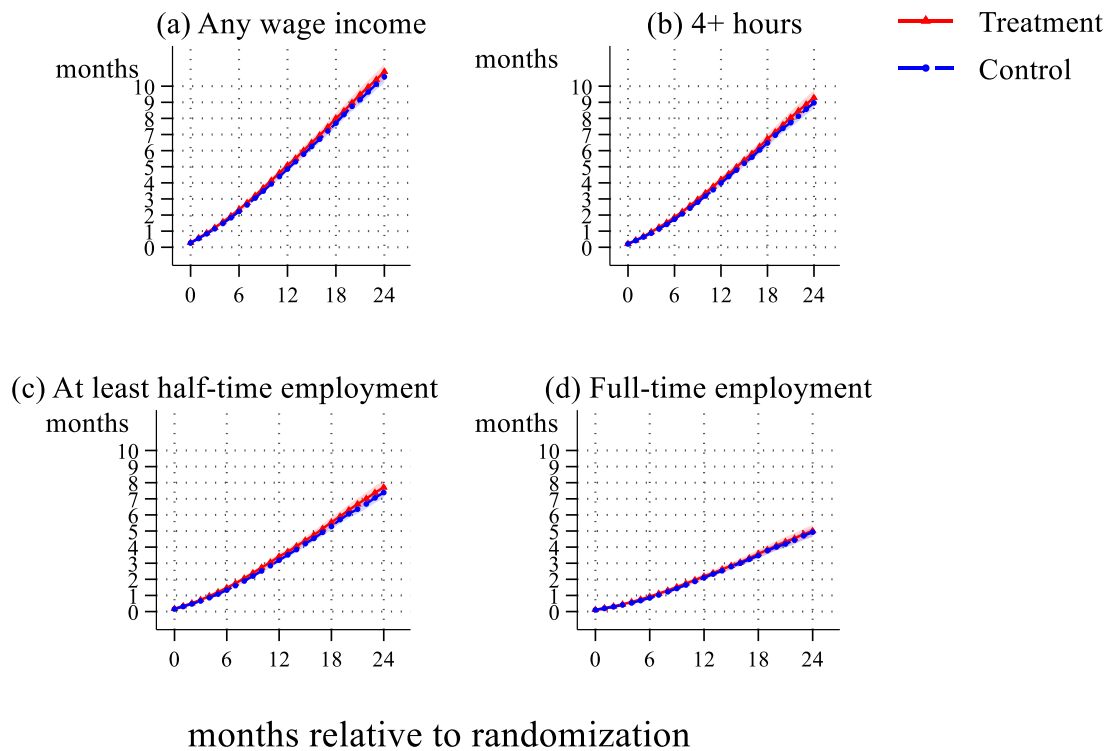 (a) Any wage income
(b) 4+ hours
Treatment
Control
months
10
9
8
7
6
5
4
3
2
1
0
0 6 12 18 24
months
10
9
8
7
6
5
4
3
2
1
0
0 6 12 18 24
(c) At least half-time employment
months
10
9
8
7
6
5
4
3
2
1
0
0 6 12 18 24
(d) Full-time employment
months
10
9
8
7
6
5
4
3
2
1
0
0 6 12 18 24
months relative to randomization